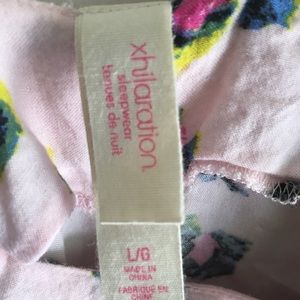 xhilaration
sleepwear
tenues de nuit
L/G
MADE IN
CHINA
FABRIQUÉ EN
CHINE